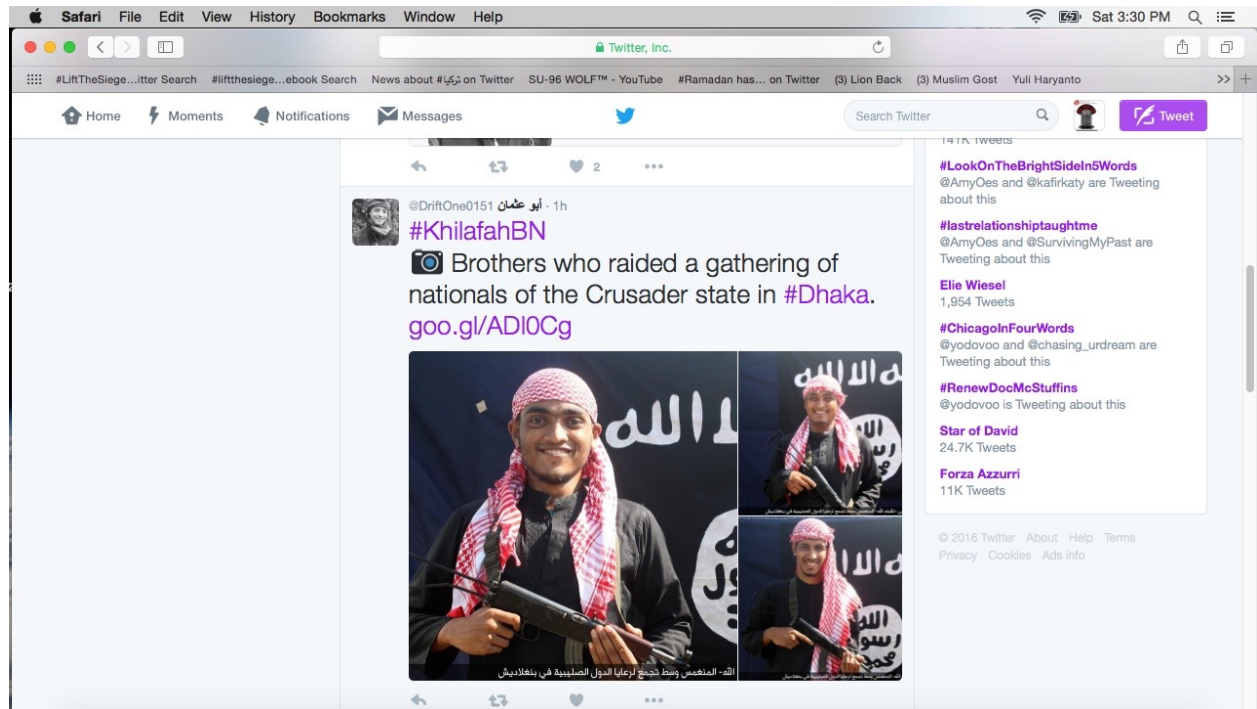 Safari File Edit View History Bookmarks Window Help Sat 3:30 PM
Twitter, Inc.
#LiftTheSiege...itter Search #liftthesiege...ebook Search News about #تركيا on Twitter SU-96 WOLF™ - YouTube #Ramadan has... on Twitter (3) Lion Back (3) Muslim Gost Yuli Haryanto >> +
Home Moments Notifications Messages Search Twitter Tweet
2
@DriftOne0151 أبو عثمان · 1h
#KhilafahBN
Brothers who raided a gathering of
nationals of the Crusader state in #Dhaka.
goo.gl/ADl0Cg
الله- المنغمس وسط تجمع لرعايا الدول الصليبية في بنغلاديش
141K Tweets
#LookOnTheBrightSideIn5Words
@AmyOes and @kafirkaty are Tweeting
about this
#lastrelationshiptaughtme
@AmyOes and @SurvivingMyPast are
Tweeting about this
Elie Wiesel
1,954 Tweets
#ChicagoInFourWords
@yodovoo and @chasing_urdream are
Tweeting about this
#RenewDocMcStuffins
@yodovoo is Tweeting about this
Star of David
24.7K Tweets
Forza Azzurri
11K Tweets
© 2016 Twitter About Help Terms
Privacy Cookies Ads info